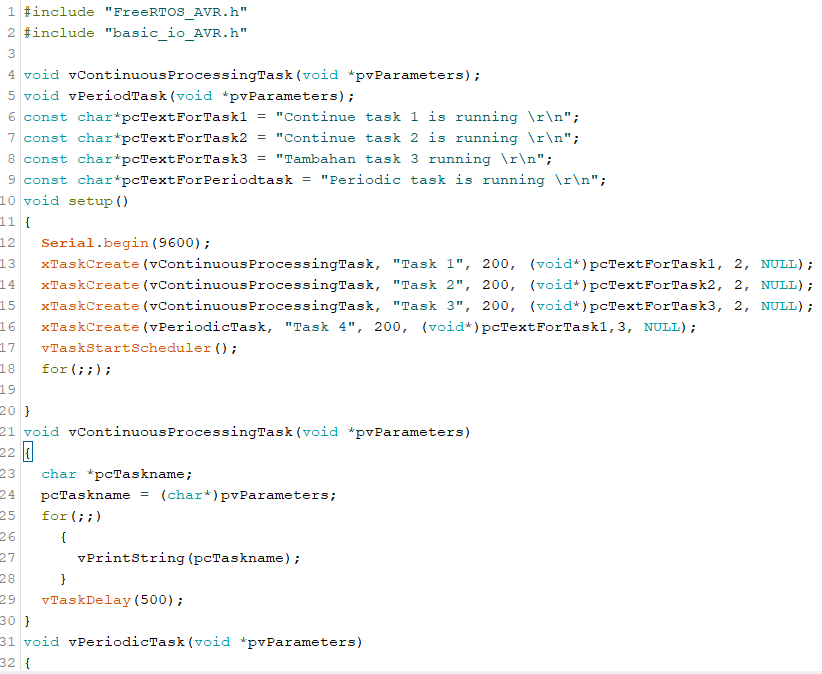 1 #include "FreeRTOS_AVR.h"
2 #include "basic_io_AVR.h"
3
4 void vContinuousProcessingTask(void *pvParameters);
5 void vPeriodTask(void *pvParameters);
6 const char*pcTextForTask1 = "Continue task 1 is running \r\n";
7 const char*pcTextForTask2 = "Continue task 2 is running \r\n";
8 const char*pcTextForTask3 = "Tambahan task 3 running \r\n";
9 const char*pcTextForPeriodtask = "Periodic task is running \r\n";
10 void setup()
11 {
12   Serial.begin(9600);
13   xTaskCreate(vContinuousProcessingTask, "Task 1", 200, (void*)pcTextForTask1, 2, NULL);
14   xTaskCreate(vContinuousProcessingTask, "Task 2", 200, (void*)pcTextForTask2, 2, NULL);
15   xTaskCreate(vContinuousProcessingTask, "Task 3", 200, (void*)pcTextForTask3, 2, NULL);
16   xTaskCreate(vPeriodicTask, "Task 4", 200, (void*)pcTextForTask1,3, NULL);
17   vTaskStartScheduler();
18   for(;;);
19
20 }
21 void vContinuousProcessingTask(void *pvParameters)
22 {
23   char *pcTaskname;
24   pcTaskname = (char*)pvParameters;
25   for(;;)
26     {
27       vPrintString(pcTaskname);
28     }
29   vTaskDelay(500);
30 }
31 void vPeriodicTask(void *pvParameters)
32 {